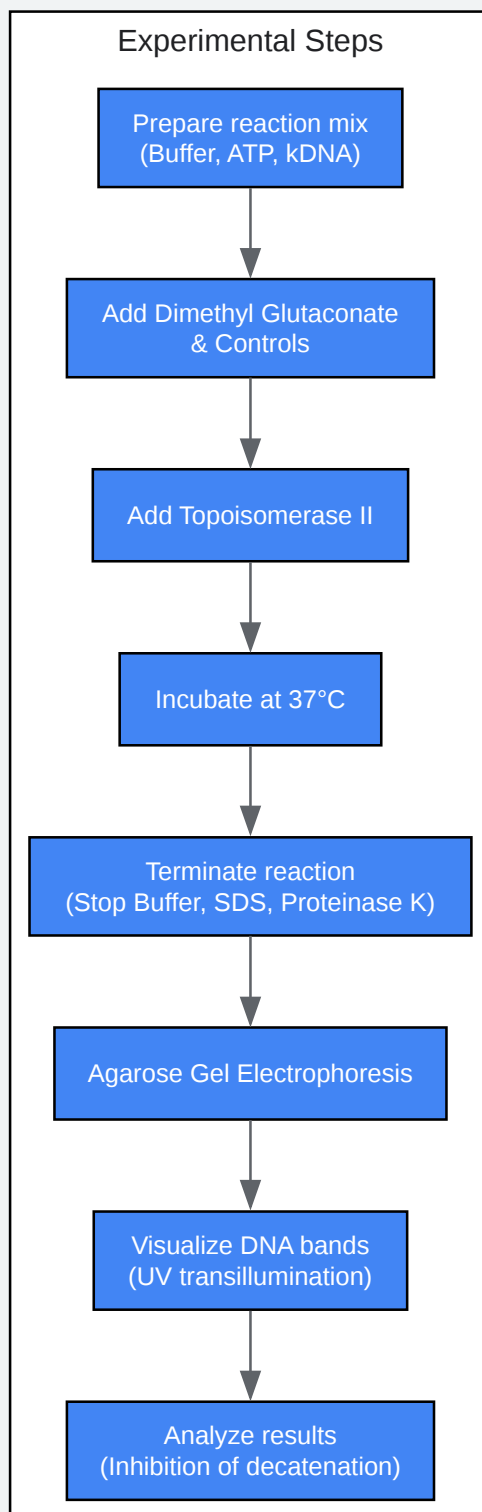 Experimental Steps
Prepare reaction mix
(Buffer, ATP, kDNA)
Add Dimethyl Glutaconate
& Controls
Add Topoisomerase II
Incubate at 37°C
Terminate reaction
(Stop Buffer, SDS, Proteinase K)
Agarose Gel Electrophoresis
Visualize DNA bands
(UV transillumination)
Analyze results
(Inhibition of decatenation)